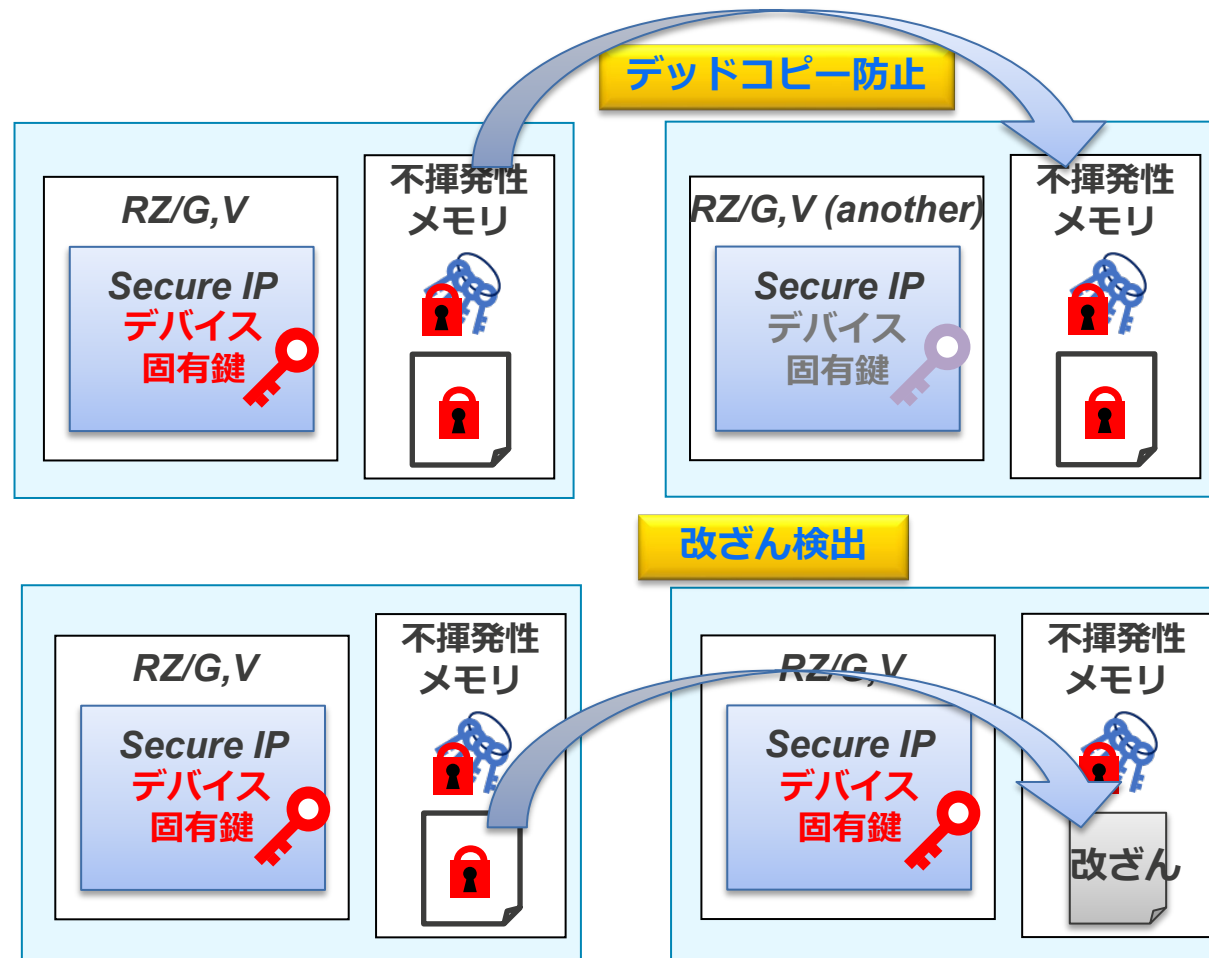 デッドコピー防止
RZ/G,V
Secure IP
デバイス
固有鍵
不揮発性
メモリ
RZ/G,V (another)
Secure IP
デバイス
固有鍵
不揮発性
メモリ
改ざん検出
RZ/G,V
Secure IP
デバイス
固有鍵
不揮発性
メモリ
RZ/G,V
Secure IP
デバイス
固有鍵
不揮発性
メモリ
改ざん